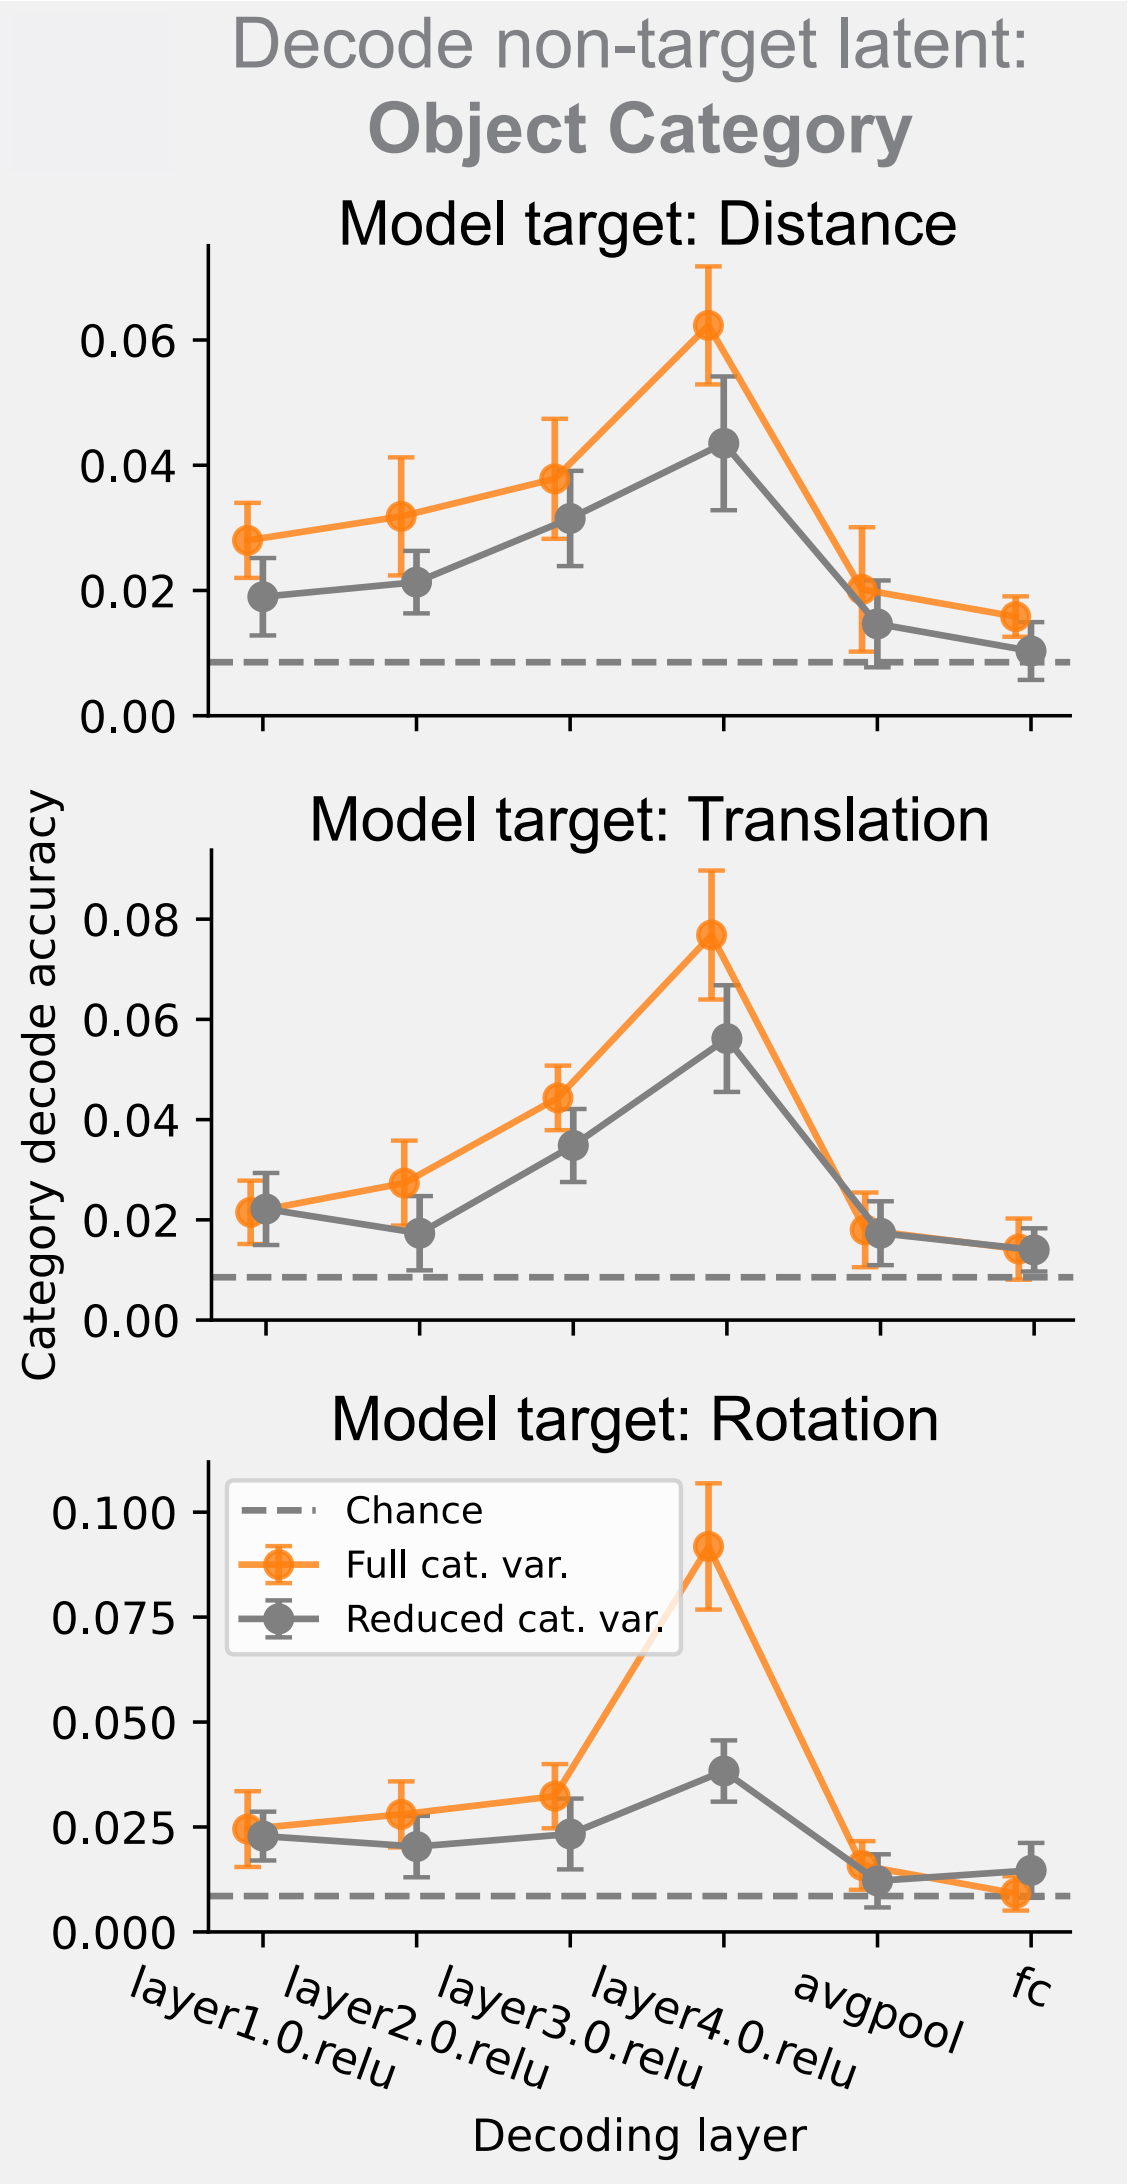 Decode non-target latent:
Object Category
Model target: Distance
0.06
0.04
0.02
0.00
Model target: Translation
0.08
0.06
0.04
0.02
0.00
Category decode accuracy
Model target: Rotation
0.100
0.075
0.050
0.025
0.000
Chance
Full cat. var.
Reduced cat. var.
layer1.0.relu
layer2.0.relu
layer3.0.relu
layer4.0.relu
avgpool
fc
Decoding layer